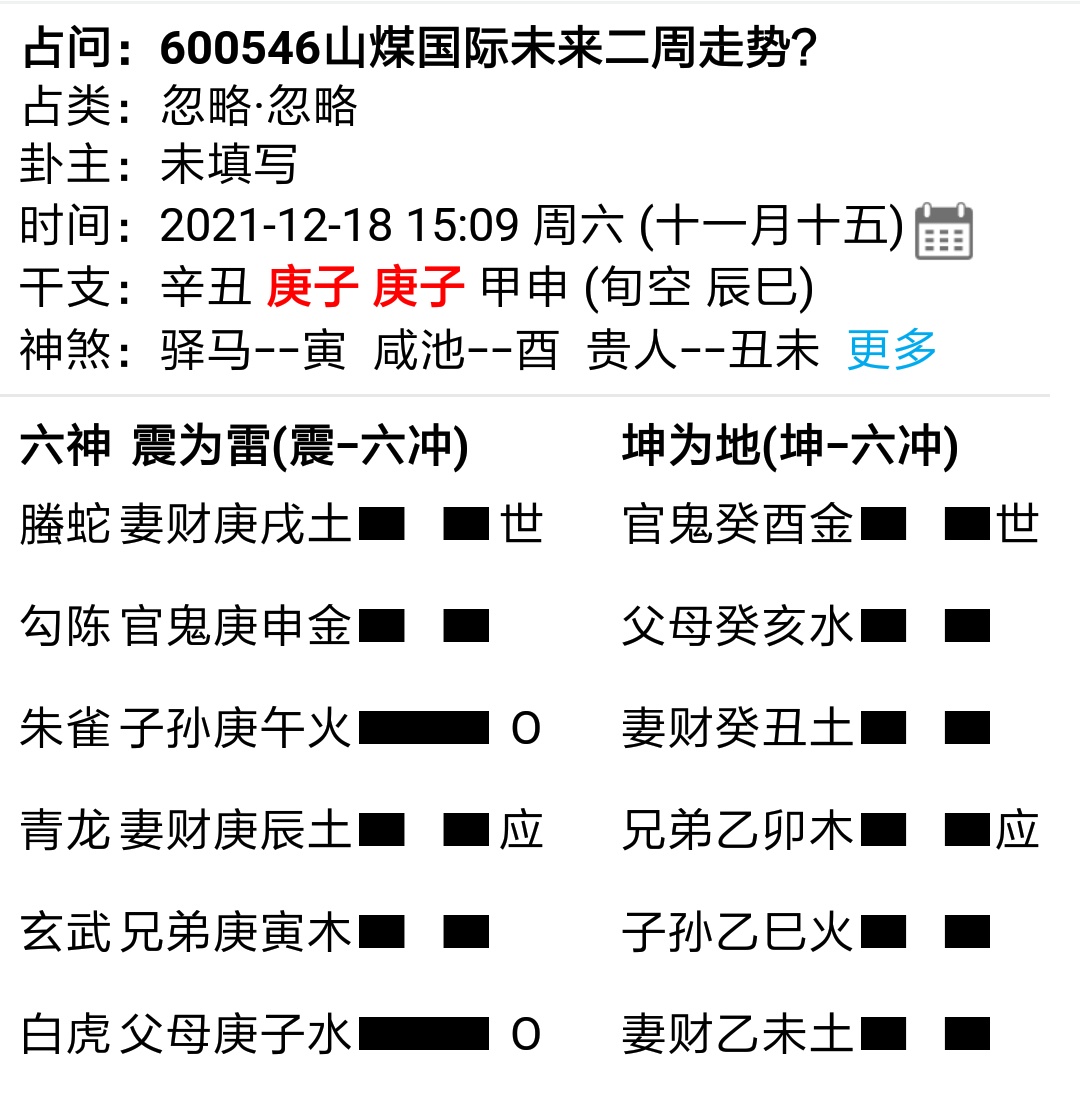 占问：600546山煤国际未来二周走势？
占类：忽略·忽略
卦主：未填写
时间：2021-12-18 15:09 周六 (十一月十五)
干支：辛丑 庚子 庚子 甲申 (旬空 辰巳)
神煞：驿马--寅 咸池--酉 贵人--丑未 更多
六神 震为雷(震-六冲) 坤为地(坤-六冲)
螣蛇 妻财庚戌土 世 官鬼癸酉金 世
勾陈 官鬼庚申金 父母癸亥水
朱雀 子孙庚午火 O 妻财癸丑土
青龙 妻财庚辰土 应 兄弟乙卯木 应
玄武 兄弟庚寅木 子孙乙巳火
白虎 父母庚子水 O 妻财乙未土